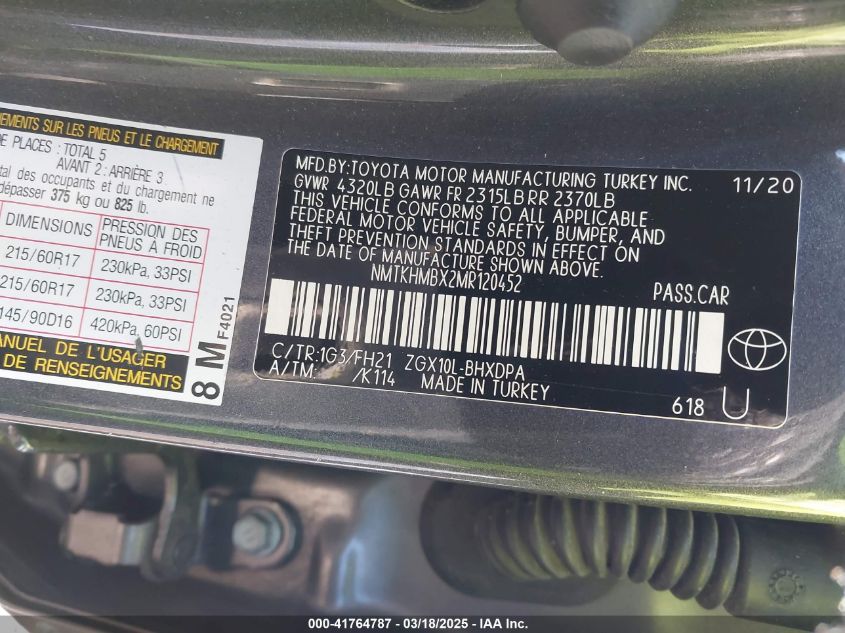 EMENTS SUR LES PNEUS ET LE CHARGEMENT
DE PLACES : TOTAL 5
AVANT 2 : ARRIÈRE 3
tal des occupants et du chargement
dépasser 375 kg ou 825 lb.
DIMENSIONS PRESSION DES PNEUS À FROID
215/60R17 230kPa, 33PSI
215/60R17 230kPa, 33PSI
145/90D16 420kPa, 60PSI
ANUEL DE L'USAGER
DE RENSEIGNEMENTS
8 M F4021
MFD.BY:TOYOTA MOTOR MANUFACTURING TURKEY INC. 11/20
GVWR 4320LB GAWR FR 2315LB RR 2370LB
THIS VEHICLE CONFORMS TO ALL APPLICABLE
FEDERAL MOTOR VEHICLE SAFETY, BUMPER, AND
THEFT PREVENTION STANDARDS IN EFFECT ON
THE DATE OF MANUFACTURE SHOWN ABOVE.
NMTKHMBX2MR120452 PASS.CAR
C/TR:1G3/FH21 ZGX10L-BHXDPA
A/TM: /K114 MADE IN TURKEY
618 U
000-41764787 - 03/18/2025 - IAA Inc.